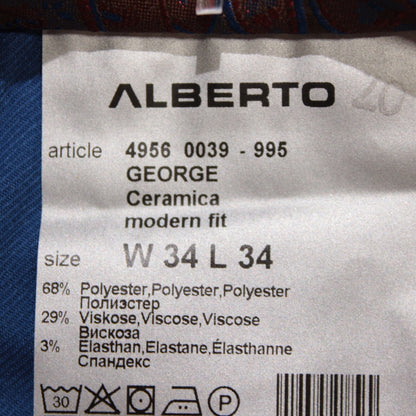 ALBERTO
20
article 4956 0039 - 995
GEORGE
Ceramica
modern fit
size W 34 L 34
68% Polyester,Polyester,Polyester
Полиэстер
29% Viskose,Viscose,Viscose
Вискоза
3% Elasthan,Elastane,Élasthanne
Спандекс
30 P